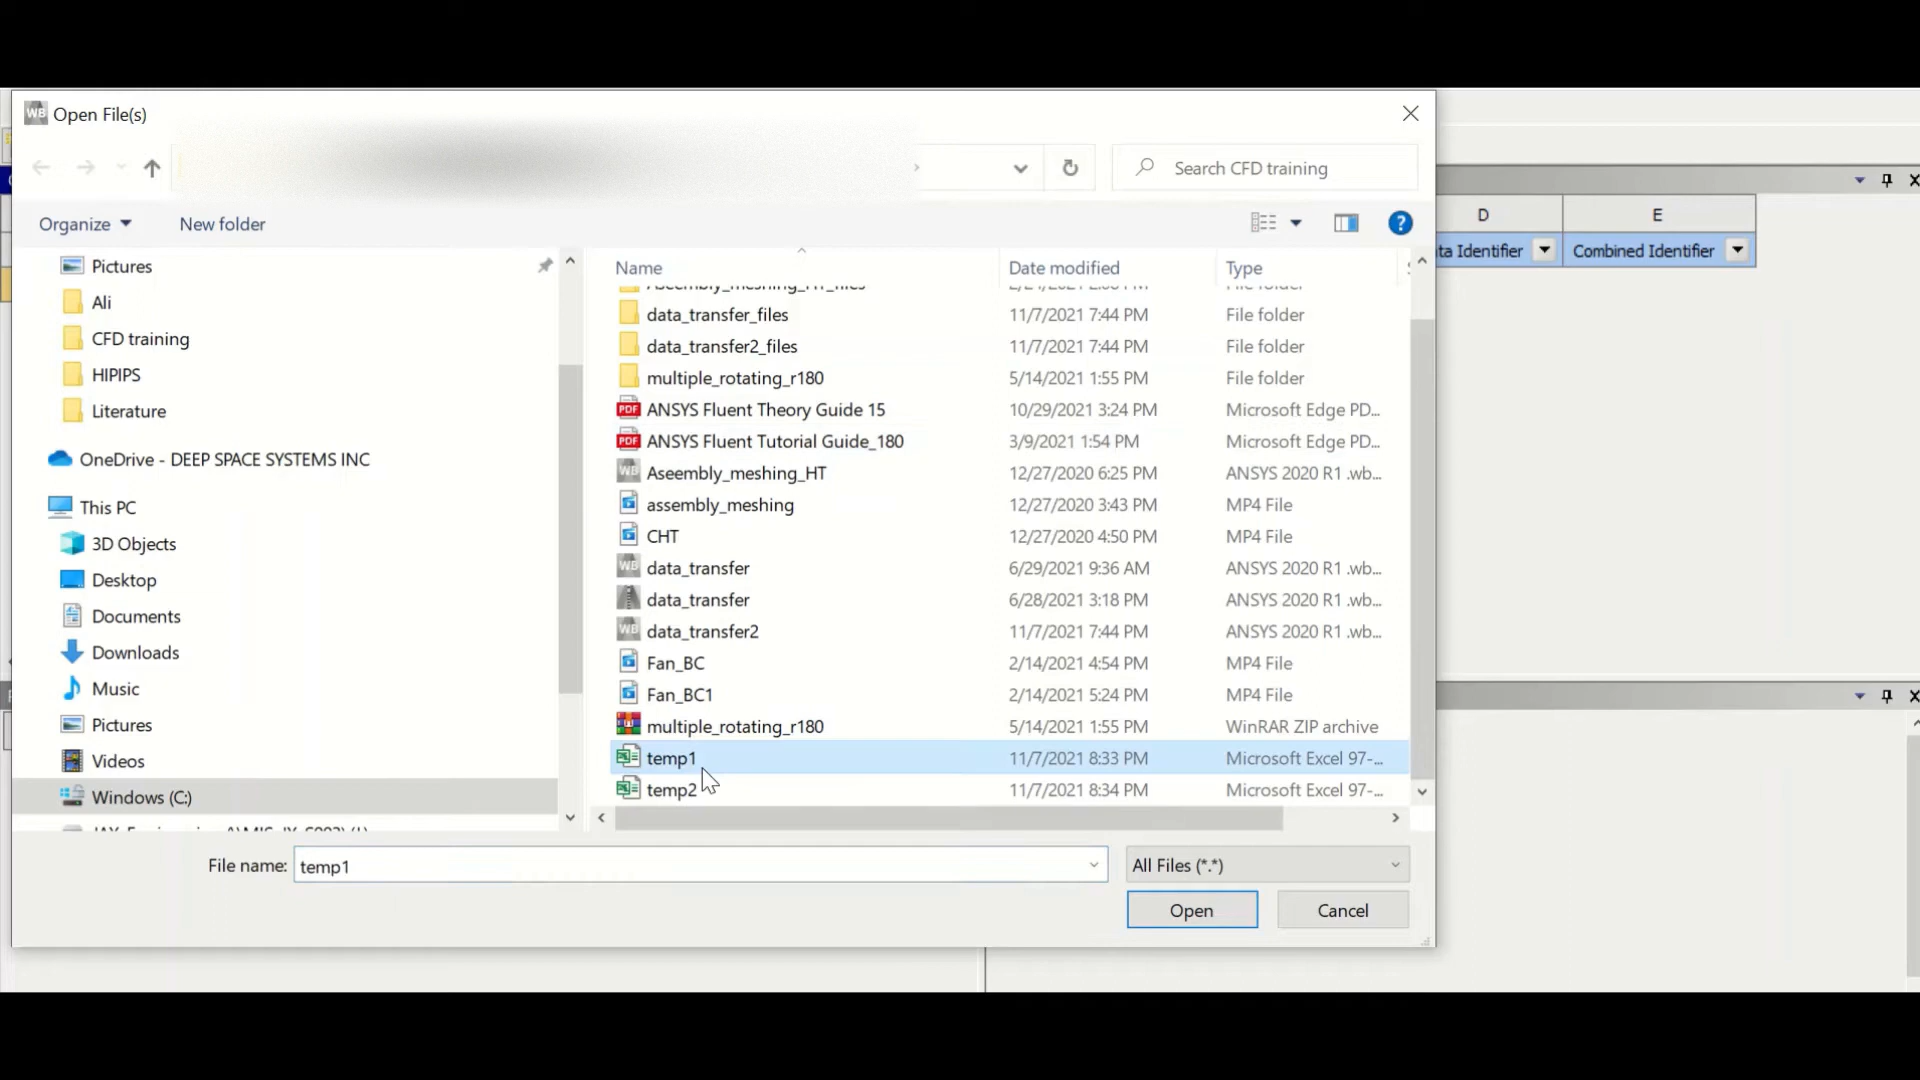 WB Open File(s)
Search CFD training
Organize
New folder
?
D
E
ta Identifier
Combined Identifier
Pictures
Ali
CFD training
HIPIPS
Literature
OneDrive - DEEP SPACE SYSTEMS INC
This PC
3D Objects
Desktop
Documents
Downloads
Music
Pictures
Videos
Windows (C:)
Name Date modified Type
data_transfer_files 11/7/2021 7:44 PM File folder
data_transfer2_files 11/7/2021 7:44 PM File folder
multiple_rotating_r180 5/14/2021 1:55 PM File folder
PDF ANSYS Fluent Theory Guide 15 10/29/2021 3:24 PM Microsoft Edge PD...
PDF ANSYS Fluent Tutorial Guide_180 3/9/2021 1:54 PM Microsoft Edge PD...
WB Aseembly_meshing_HT 12/27/2020 6:25 PM ANSYS 2020 R1 .wb...
assembly_meshing 12/27/2020 3:43 PM MP4 File
CHT 12/27/2020 4:50 PM MP4 File
WB data_transfer 6/29/2021 9:36 AM ANSYS 2020 R1 .wb...
data_transfer 6/28/2021 3:18 PM ANSYS 2020 R1 .wb...
WB data_transfer2 11/7/2021 7:44 PM ANSYS 2020 R1 .wb...
Fan_BC 2/14/2021 4:54 PM MP4 File
Fan_BC1 2/14/2021 5:24 PM MP4 File
multiple_rotating_r180 5/14/2021 1:55 PM WinRAR ZIP archive
temp1 11/7/2021 8:33 PM Microsoft Excel 97-...
temp2 11/7/2021 8:34 PM Microsoft Excel 97-...
File name: temp1
All Files (*.*)
Open
Cancel